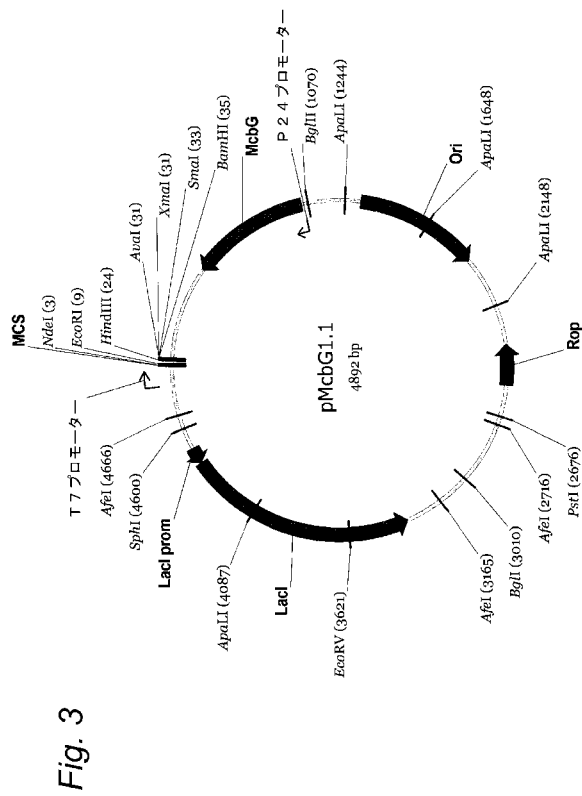 Fig. 3
MCS
NdeI (3)
EcoRI (9)
HindIII (24)
AvaI (31)
XmaI (31)
SmaI (33)
BamHI (35)
McbG
P24プロモーター
BglII (1070)
ApaLI (1244)
Ori
ApaLI (1648)
ApaLI (2148)
Rop
PstI (2676)
AfeI (2716)
BglI (3010)
AfeI (3165)
EcoRV (3621)
LacI
ApaLI (4087)
LacI prom
SphI (4600)
AfeI (4666)
T7プロモーター
pMcbG1.1
4892 bp